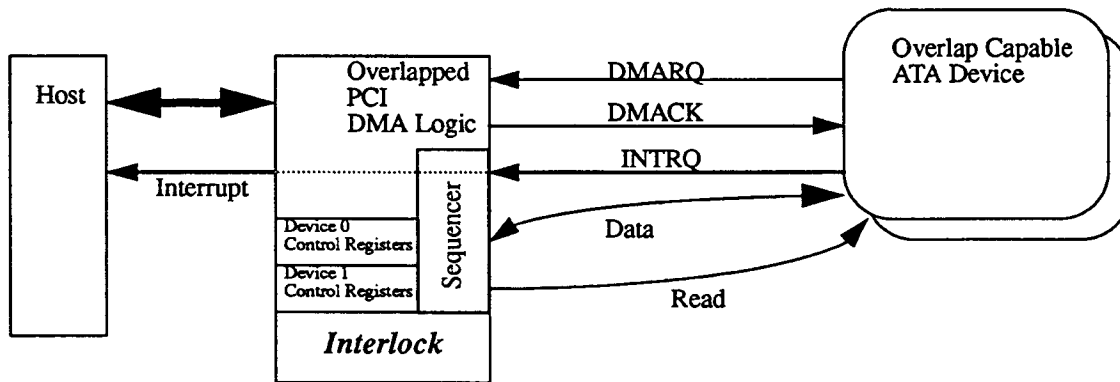 Host
Interrupt
Overlapped
PCI
DMA Logic
Device 0
Control Registers
Device 1
Control Registers
Sequencer
Interlock
DMARQ
DMACK
INTRQ
Data
Read
Overlap Capable
ATA Device